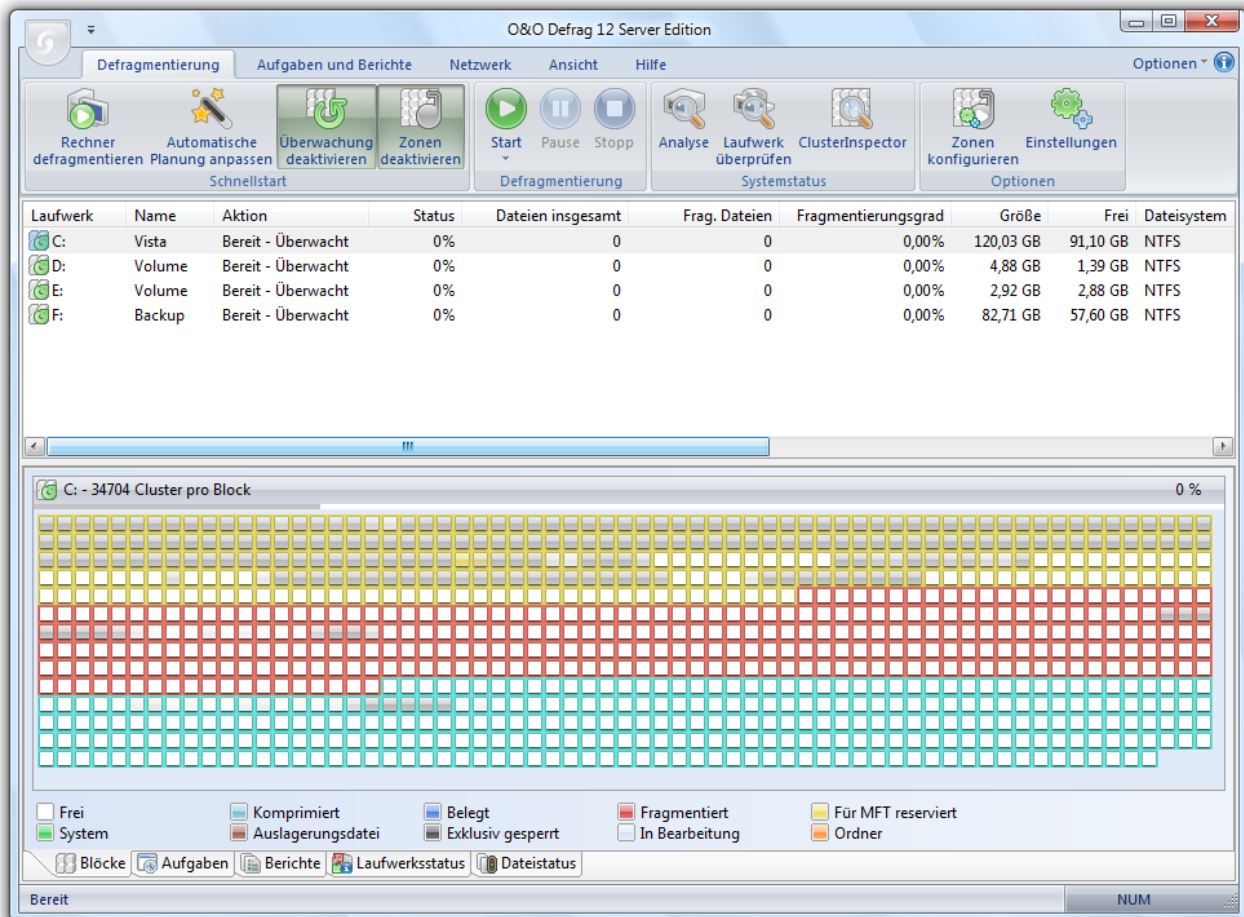 O&O Defrag 12 Server Edition
Defragmentierung Aufgaben und Berichte Netzwerk Ansicht Hilfe Optionen
Rechner defragmentieren
Automatische Planung anpassen
Überwachung deaktivieren
Zonen deaktivieren
Schnellstart
Start Pause Stopp
Defragmentierung
Analyse
Laufwerk überprüfen
ClusterInspector
Systemstatus
Zonen konfigurieren
Einstellungen
Optionen
Laufwerk Name Aktion Status Dateien insgesamt Frag. Dateien Fragmentierungsgrad Größe Frei Dateisystem
C: Vista Bereit - Überwacht 0% 0 0 0,00% 120,03 GB 91,10 GB NTFS
D: Volume Bereit - Überwacht 0% 0 0 0,00% 4,88 GB 1,39 GB NTFS
E: Volume Bereit - Überwacht 0% 0 0 0,00% 2,92 GB 2,88 GB NTFS
F: Backup Bereit - Überwacht 0% 0 0 0,00% 82,71 GB 57,60 GB NTFS
C: - 34704 Cluster pro Block 0 %
Frei Komprimiert Belegt Fragmentiert Für MFT reserviert
System Auslagerungsdatei Exklusiv gesperrt In Bearbeitung Ordner
Blöcke Aufgaben Berichte Laufwerksstatus Dateistatus
Bereit NUM